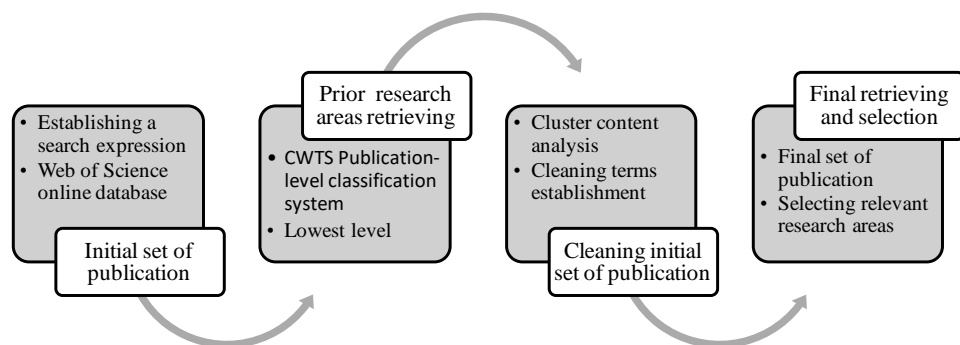 • Establishing a
search expression
• Web of Science
online database
Initial set of
publication
Prior research
areas retrieving
• CWTS Publication-
level classification
system
• Lowest level
• Cluster content
analysis
• Cleaning terms
establishment
Cleaning initial
set of publication
Final retrieving
and selection
• Final set of
publication
• Selecting relevant
research areas